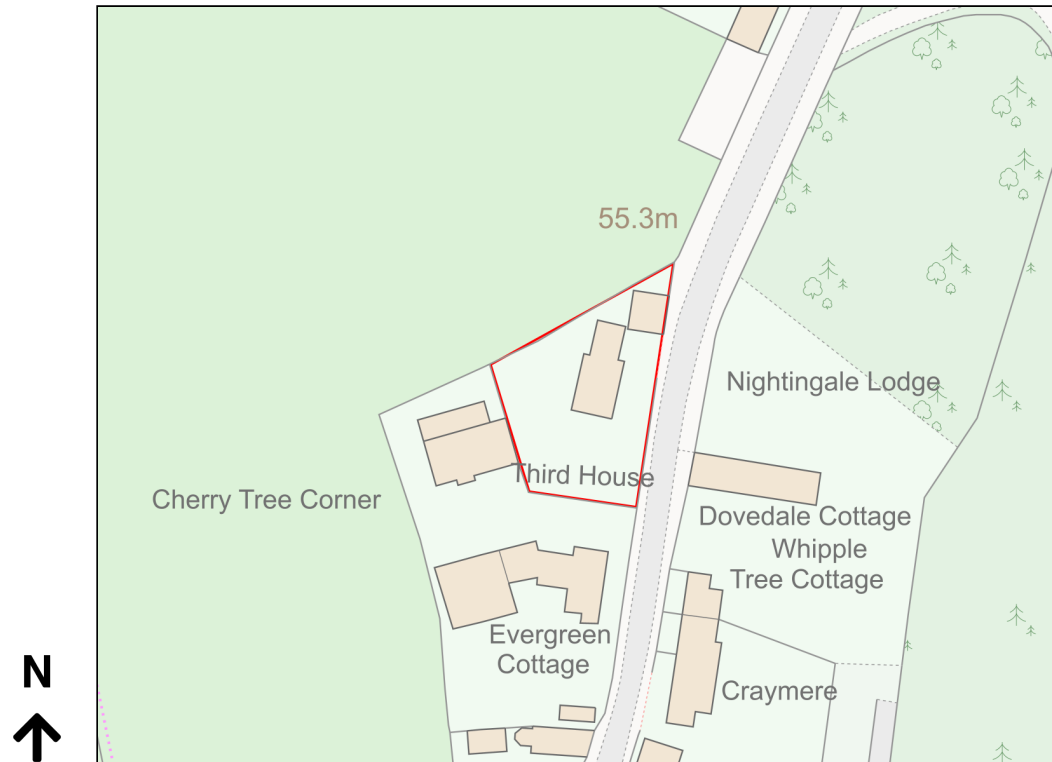 55.3m
Nightingale Lodge
Third House
Cherry Tree Corner
Dovedale Cottage
Whipple
Tree Cottage
Evergreen
Cottage
N
Craymere